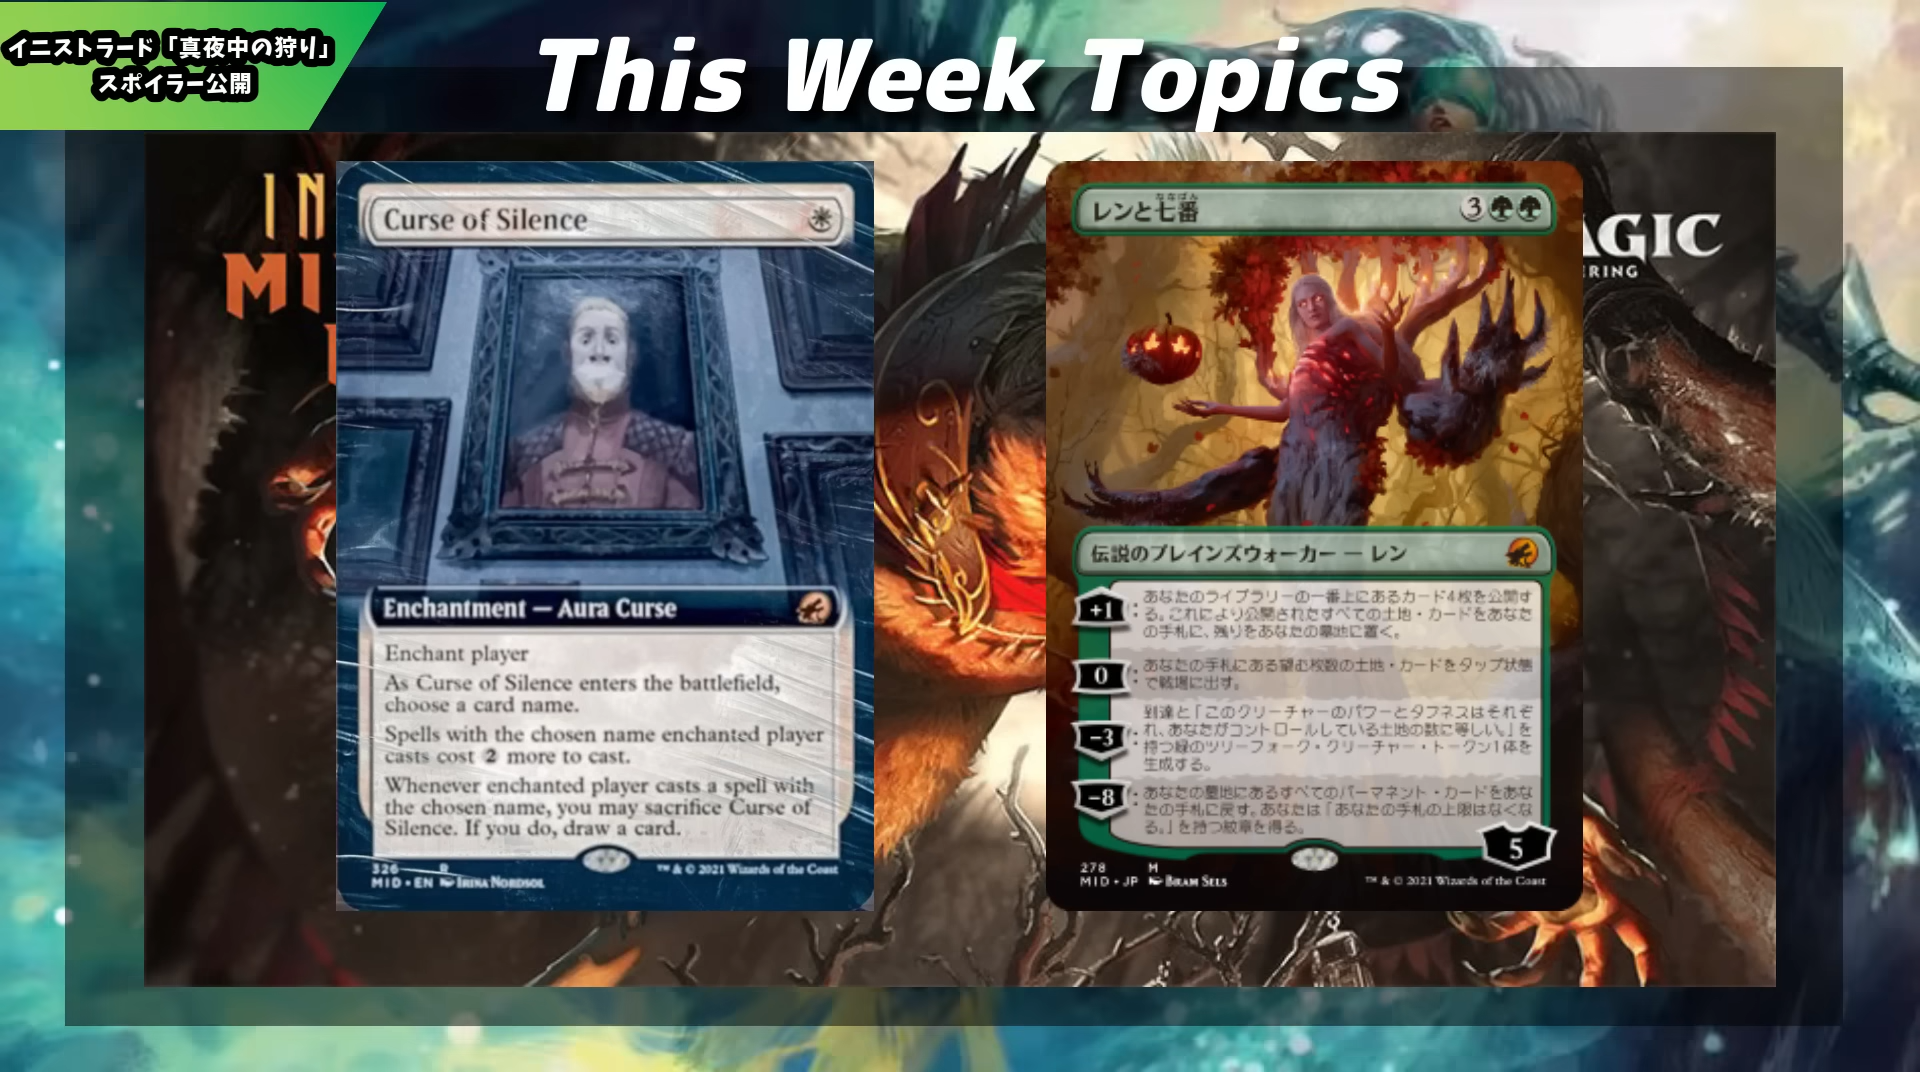 イニストラード「真夜中の狩り」
スポイラー公開
This Week Topics
IN
MI
AGIC
ERING
Curse of Silence
Enchantment — Aura Curse
Enchant player
As Curse of Silence enters the battlefield,
choose a card name.
Spells with the chosen name enchanted player
casts cost 2 more to cast.
Whenever enchanted player casts a spell with
the chosen name, you may sacrifice Curse of
Silence. If you do, draw a card.
326 R
MID • EN Irina Nordsol
™ & © 2021 Wizards of the Coast
ななばん
レンと七番
3
伝説のプレインズウォーカー — レン
+1 : あなたのライブラリーの一番上にあるカード4枚を公開す
る。これにより公開されたすべての土地・カードをあなた
の手札に、残りをあなたの墓地に置く。
0 : あなたの手札にある望む枚数の土地・カードをタップ状態
で戦場に出す。
-3 : 到達と「このクリーチャーのパワーとタフネスはそれぞ
れ、あなたがコントロールしている土地の数に等しい。」を
持つ緑のツリーフォーク・クリーチャー・トークン1体を
生成する。
-8 : あなたの墓地にあるすべてのパーマネント・カードをあな
たの手札に戻す。あなたは「あなたの手札の上限はなくな
る。」を持つ紋章を得る。
5
278 M
MID • JP Bram Sels
™ & © 2021 Wizards of the Coast